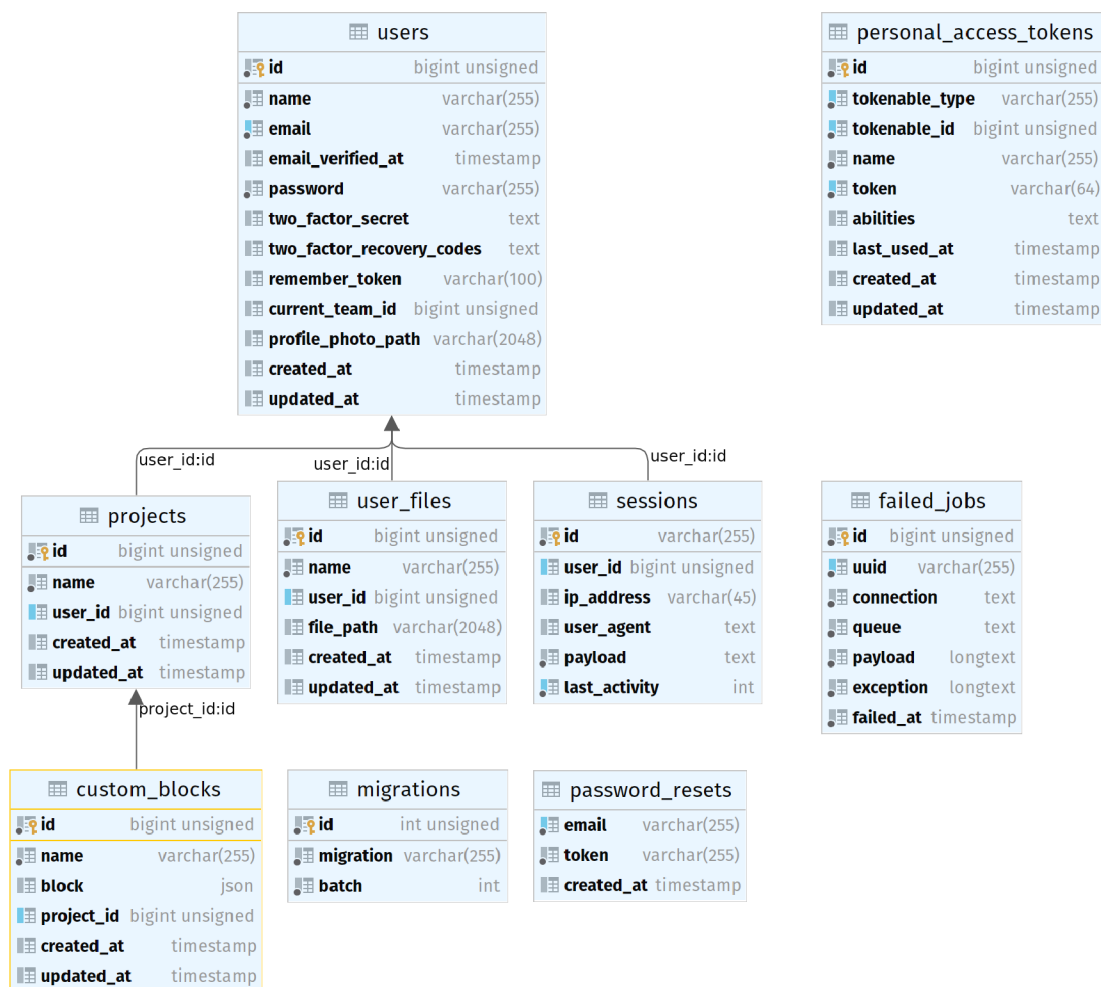 users
id bigint unsigned
name varchar(255)
email varchar(255)
email_verified_at timestamp
password varchar(255)
two_factor_secret text
two_factor_recovery_codes text
remember_token varchar(100)
current_team_id bigint unsigned
profile_photo_path varchar(2048)
created_at timestamp
updated_at timestamp
personal_access_tokens
id bigint unsigned
tokenable_type varchar(255)
tokenable_id bigint unsigned
name varchar(255)
token varchar(64)
abilities text
last_used_at timestamp
created_at timestamp
updated_at timestamp
user_id:id
user_id:id
user_id:id
projects
id bigint unsigned
name varchar(255)
user_id bigint unsigned
created_at timestamp
updated_at timestamp
user_files
id bigint unsigned
name varchar(255)
user_id bigint unsigned
file_path varchar(2048)
created_at timestamp
updated_at timestamp
sessions
id varchar(255)
user_id bigint unsigned
ip_address varchar(45)
user_agent text
payload text
last_activity int
failed_jobs
id bigint unsigned
uuid varchar(255)
connection text
queue text
payload longtext
exception longtext
failed_at timestamp
project_id:id
custom_blocks
id bigint unsigned
name varchar(255)
block json
project_id bigint unsigned
created_at timestamp
updated_at timestamp
migrations
id int unsigned
migration varchar(255)
batch int
password_resets
email varchar(255)
token varchar(255)
created_at timestamp